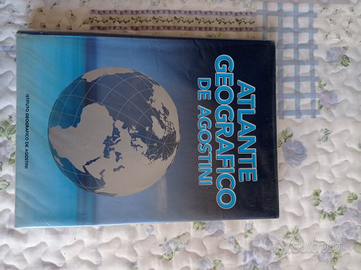 ATLANTE
GEOGRAFICO
DE AGOSTINI
ISTITUTO GEOGRAFICO DE AGOSTINI